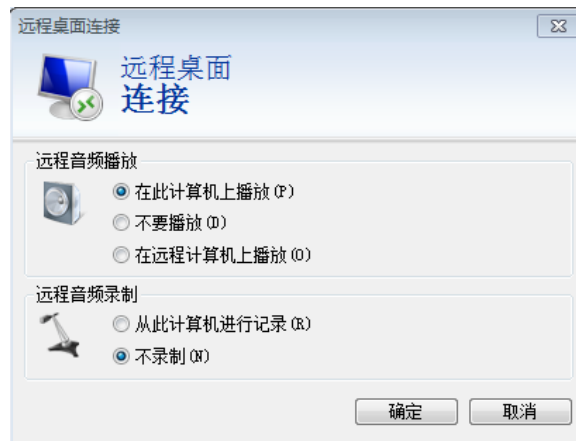 远程桌面连接
远程桌面
连接
远程音频播放
在此计算机上播放(P)
不要播放(D)
在远程计算机上播放(O)
远程音频录制
从此计算机进行记录(R)
不录制(N)
确定
取消